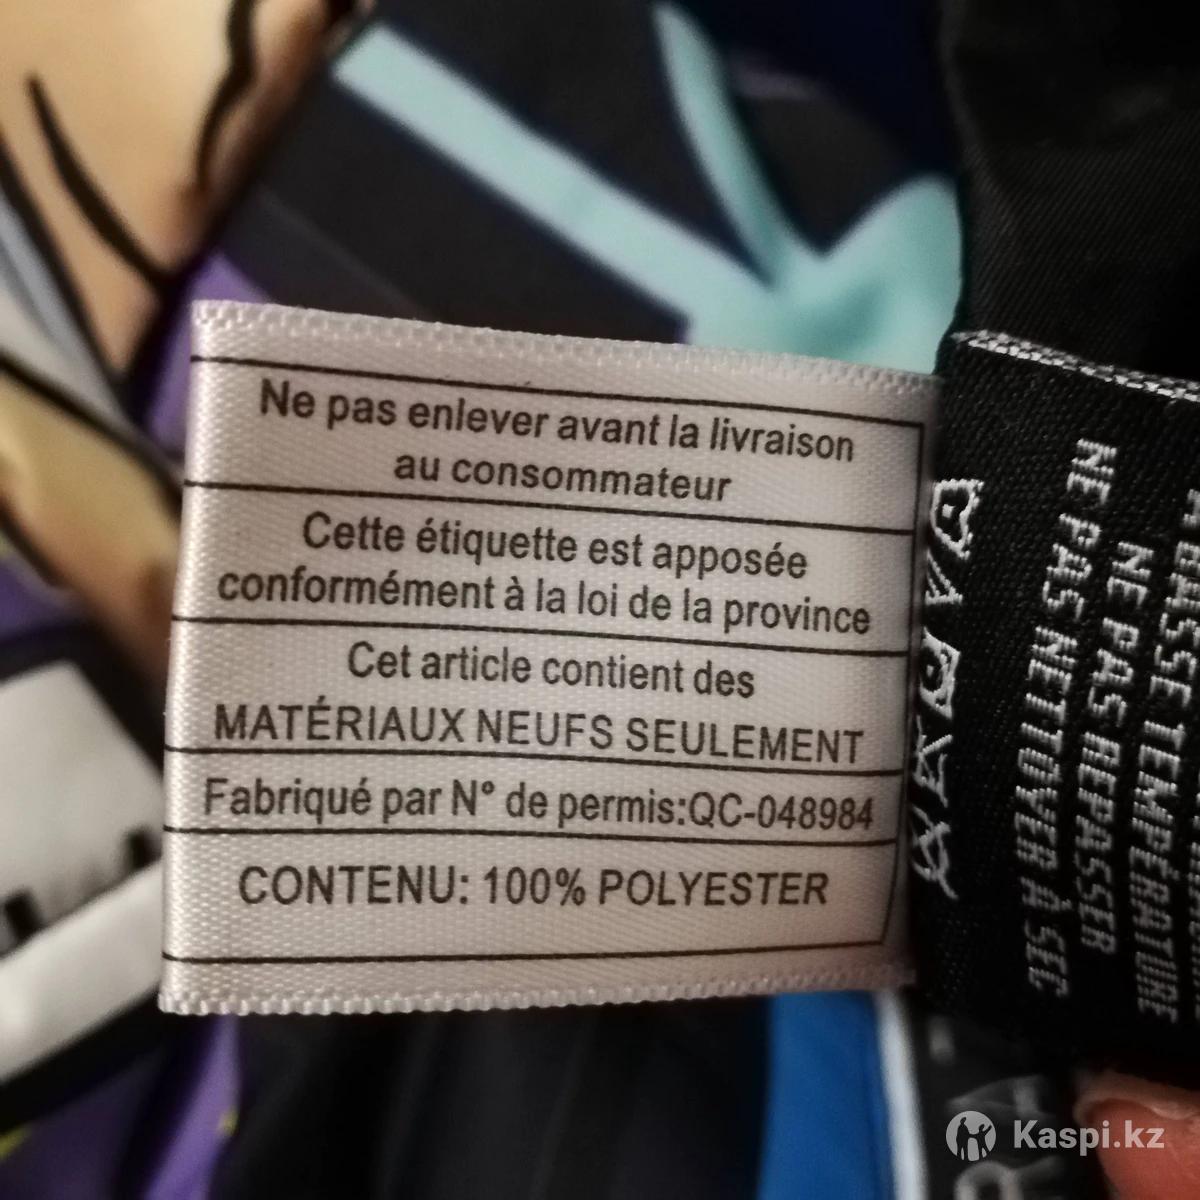 Ne pas enlever avant la livraison
au consommateur
Cette étiquette est apposée
conformément à la loi de la province
Cet article contient des
MATÉRIAUX NEUFS SEULEMENT
Fabriqué par N° de permis:QC-048984
CONTENU: 100% POLYESTER
BASSE TEMPÉRATURE
NE PAS REPASSER
NE PAS NETTOYER À SEC
Kaspi.kz